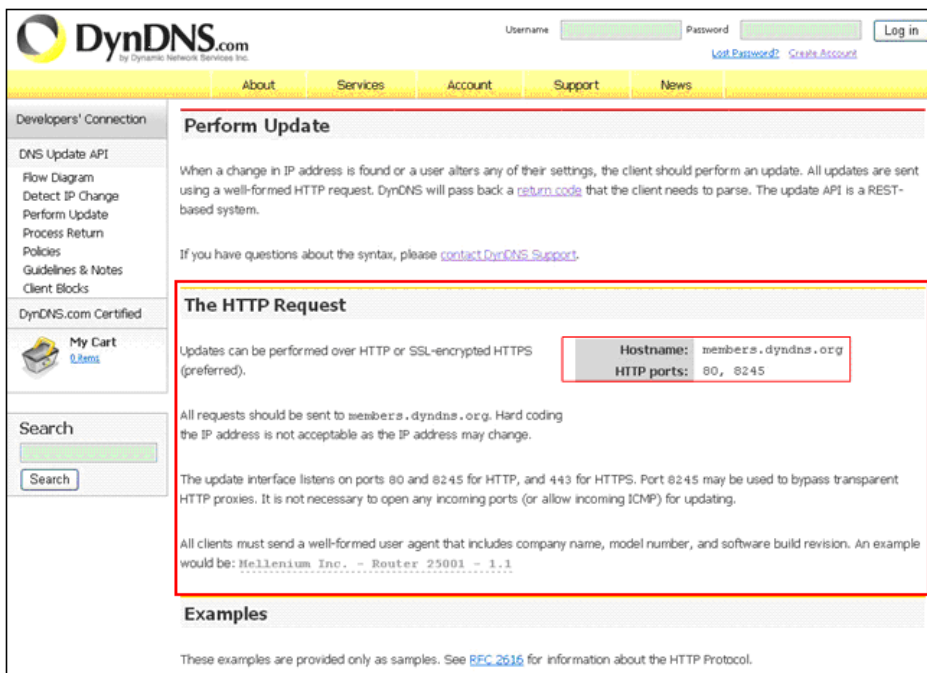 DynDNS.com
by Dynamic Network Services Inc.
Username
Password
Log in
Lost Password? Create Account
About Services Account Support News
Developers' Connection
DNS Update API
Flow Diagram
Detect IP Change
Perform Update
Process Return
Policies
Guidelines & Notes
Client Blocks
DynDNS.com Certified
My Cart
0 items
Search
Search
Perform Update
When a change in IP address is found or a user alters any of their settings, the client should perform an update. All updates are sent
using a well-formed HTTP request. DynDNS will pass back a return code that the client needs to parse. The update API is a REST-
based system.
If you have questions about the syntax, please contact DynDNS Support.
The HTTP Request
Updates can be performed over HTTP or SSL-encrypted HTTPS
(preferred).
Hostname: members.dyndns.org
HTTP ports: 80, 8245
All requests should be sent to members.dyndns.org. Hard coding
the IP address is not acceptable as the IP address may change.
The update interface listens on ports 80 and 8245 for HTTP, and 443 for HTTPS. Port 8245 may be used to bypass transparent
HTTP proxies. It is not necessary to open any incoming ports (or allow incoming ICMP) for updating.
All clients must send a well-formed user agent that includes company name, model number, and software build revision. An example
would be: Mellenium Inc. - Router 25001 - 1.1
Examples
These examples are provided only as samples. See RFC 2616 for information about the HTTP Protocol.